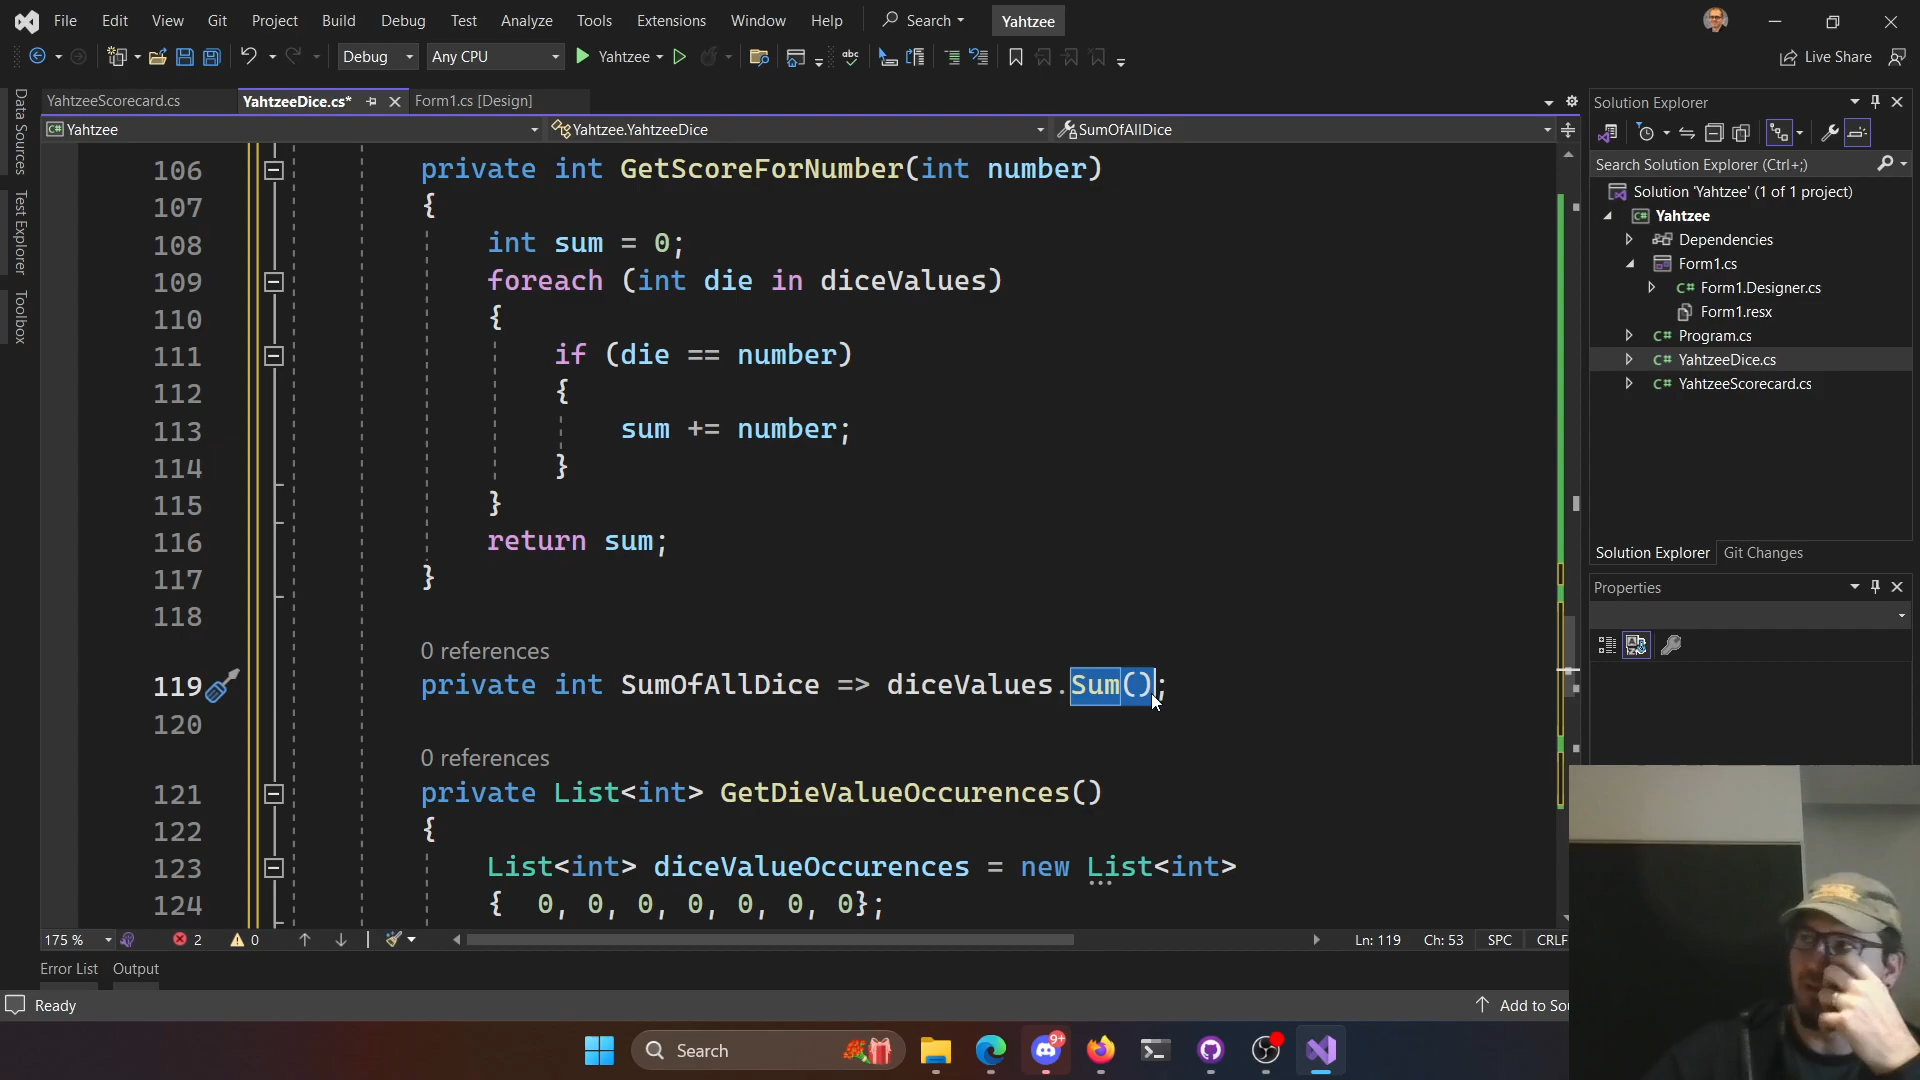 File Edit View Git Project Build Debug Test Analyze Tools Extensions Window Help Search Yahtzee
Debug Any CPU Yahtzee abc Live Share
YahtzeeScorecard.cs YahtzeeDice.cs* Form1.cs [Design]
C# Yahtzee Yahtzee.YahtzeeDice SumOfAllDice
Data Sources
Test Explorer
Toolbox
106 private int GetScoreForNumber(int number)
107 {
108 int sum = 0;
109 foreach (int die in diceValues)
110 {
111 if (die == number)
112 {
113 sum += number;
114 }
115 }
116 return sum;
117 }
118
0 references
119 private int SumOfAllDice => diceValues.Sum();
120
0 references
121 private List<int> GetDieValueOccurences()
122 {
123 List<int> diceValueOccurences = new List<int>
124 { 0, 0, 0, 0, 0, 0, 0};
175 % 2 0 Ln: 119 Ch: 53 SPC CRLF
Error List Output
Ready Add to Sou
Solution Explorer
Search Solution Explorer (Ctrl+;)
Solution 'Yahtzee' (1 of 1 project)
C# Yahtzee
Dependencies
Form1.cs
C# Form1.Designer.cs
Form1.resx
C# Program.cs
C# YahtzeeDice.cs
C# YahtzeeScorecard.cs
Solution Explorer Git Changes
Properties
Search 9+